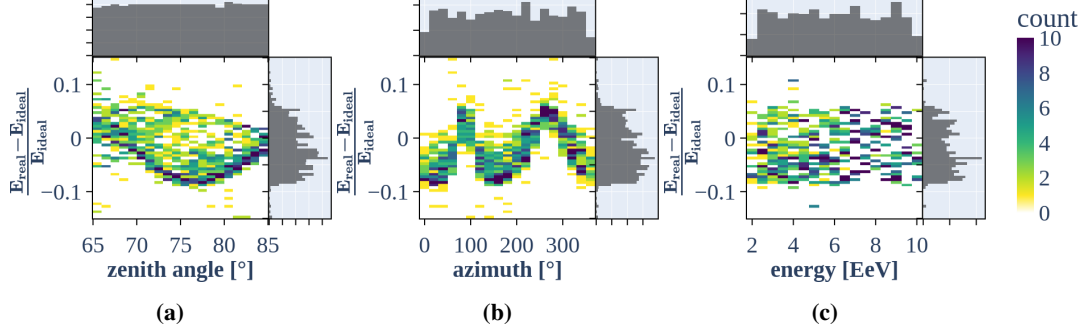 count
E_real − E_ideal
E_ideal
0.1
0
−0.1
65 70 75 80 85
zenith angle [°]
(a)
E_real − E_ideal
E_ideal
0.1
0
−0.1
0 100 200 300
azimuth [°]
(b)
E_real − E_ideal
E_ideal
0.1
0
−0.1
2 4 6 8 10
energy [EeV]
(c)
10
8
6
4
2
0